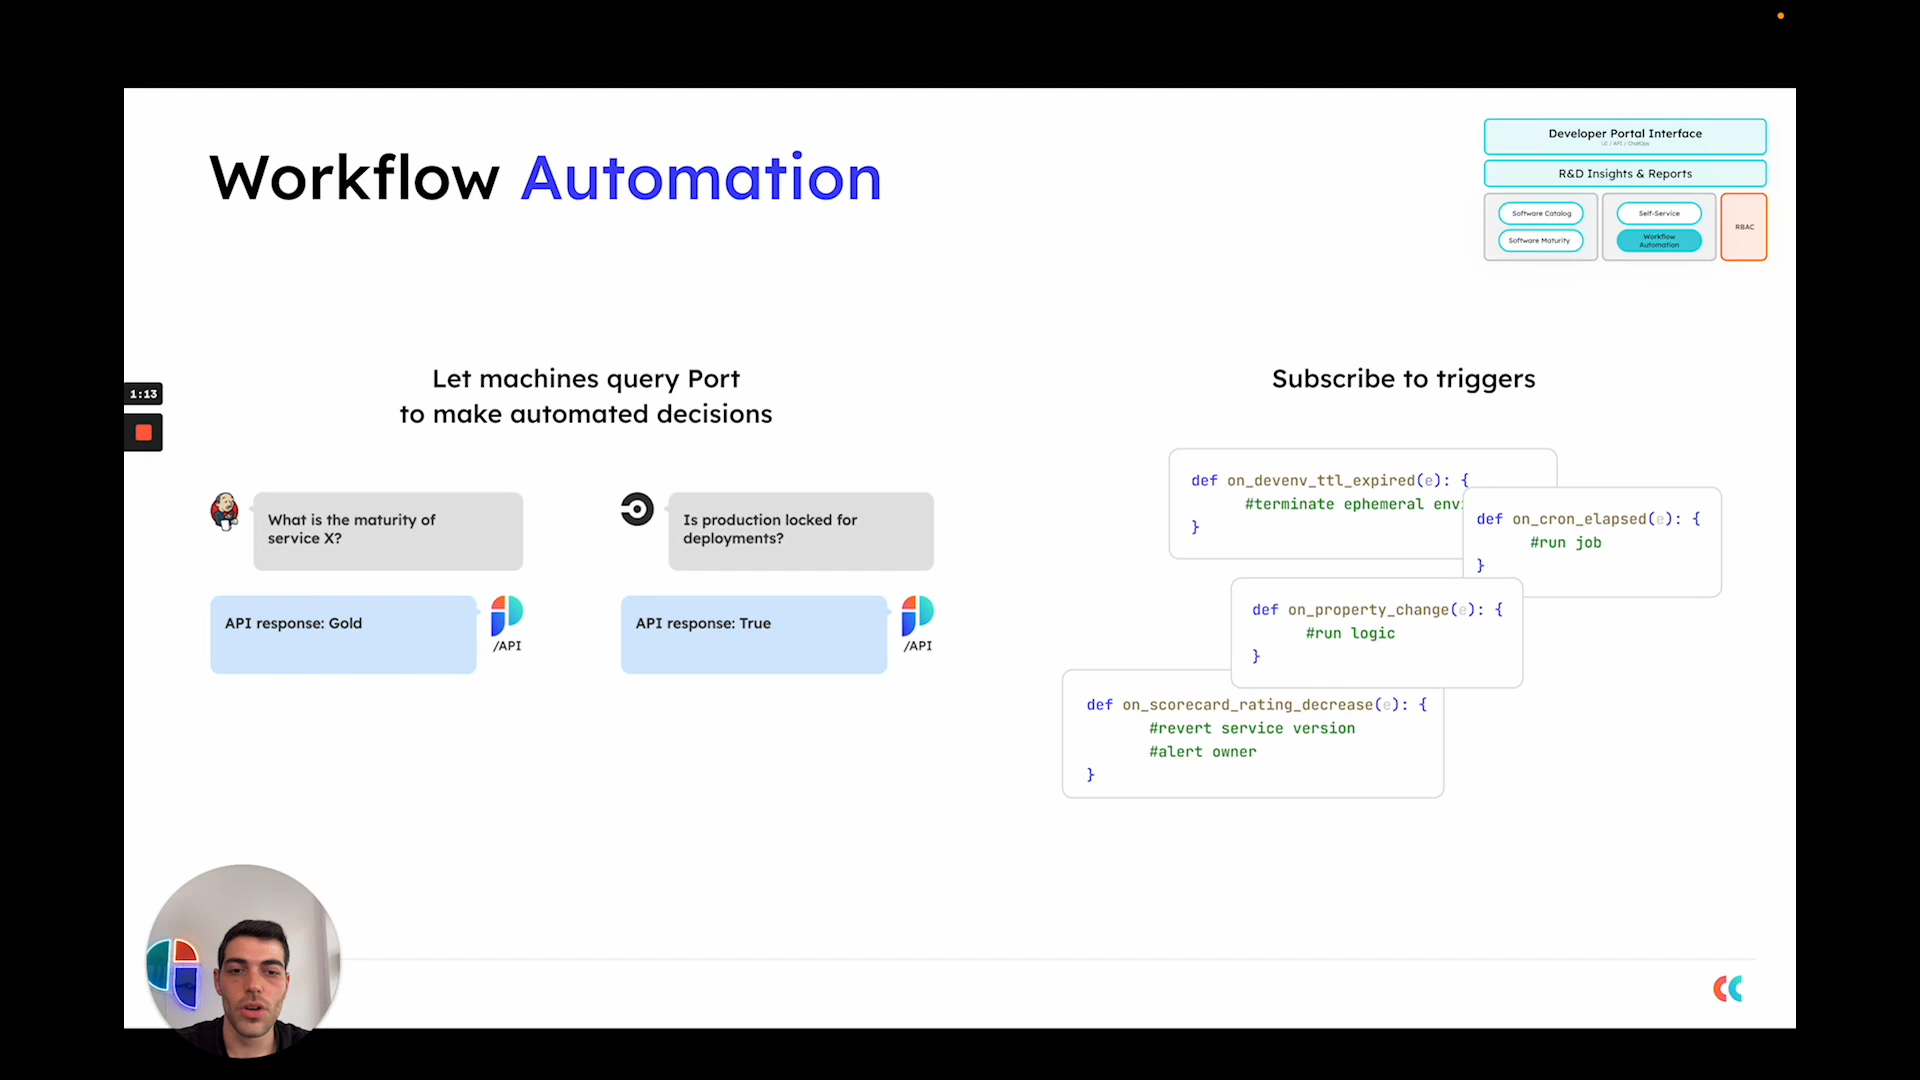 Workflow Automation
Developer Portal Interface
UI / API / ChatOps
R&D Insights & Reports
Software Catalog
Software Maturity
Self-Service
Workflow
Automation
RBAC
1:13
Let machines query Port
to make automated decisions
What is the maturity of
service X?
API response: Gold
/API
Is production locked for
deployments?
API response: True
/API
Subscribe to triggers
def on_devenv_ttl_expired(e): {
#terminate ephemeral env
}
def on_cron_elapsed(e): {
#run job
}
def on_property_change(e): {
#run logic
}
def on_scorecard_rating_decrease(e): {
#revert service version
#alert owner
}